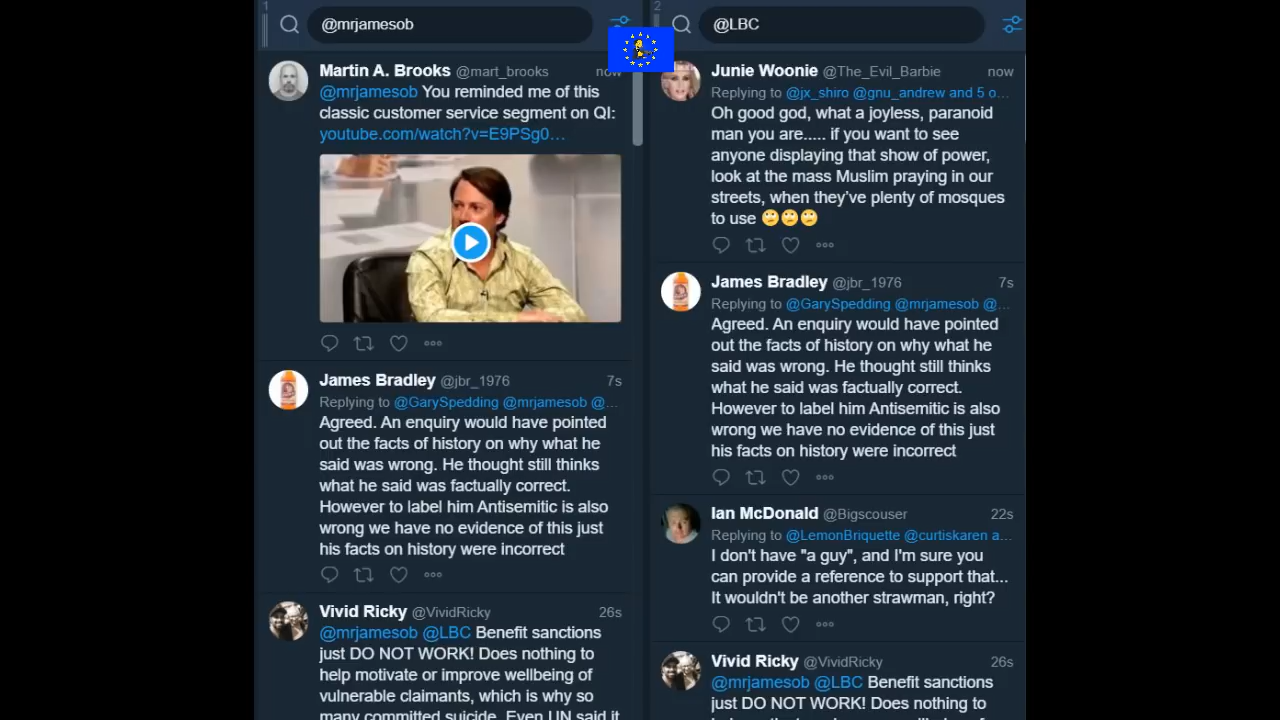 1
@mrjamesob
Martin A. Brooks @mart_brooks now
@mrjamesob You reminded me of this
classic customer service segment on QI:
youtube.com/watch?v=E9PSg0…
James Bradley @jbr_1976 7s
Replying to @GarySpedding @mrjamesob @…
Agreed. An enquiry would have pointed
out the facts of history on why what he
said was wrong. He thought still thinks
what he said was factually correct.
However to label him Antisemitic is also
wrong we have no evidence of this just
his facts on history were incorrect
Vivid Ricky @VividRicky 26s
@mrjamesob @LBC Benefit sanctions
just DO NOT WORK! Does nothing to
help motivate or improve wellbeing of
vulnerable claimants, which is why so
many committed suicide. Even UN said it
2
@LBC
Junie Woonie @The_Evil_Barbie now
Replying to @jx_shiro @gnu_andrew and 5 o…
Oh good god, what a joyless, paranoid
man you are..... if you want to see
anyone displaying that show of power,
look at the mass Muslim praying in our
streets, when they've plenty of mosques
to use 🙄🙄🙄
James Bradley @jbr_1976 7s
Replying to @GarySpedding @mrjamesob @…
Agreed. An enquiry would have pointed
out the facts of history on why what he
said was wrong. He thought still thinks
what he said was factually correct.
However to label him Antisemitic is also
wrong we have no evidence of this just
his facts on history were incorrect
Ian McDonald @Bigscouser 22s
Replying to @LemonBriquette @curtiskaren a…
I don't have "a guy", and I'm sure you
can provide a reference to support that...
It wouldn't be another strawman, right?
Vivid Ricky @VividRicky 26s
@mrjamesob @LBC Benefit sanctions
just DO NOT WORK! Does nothing to